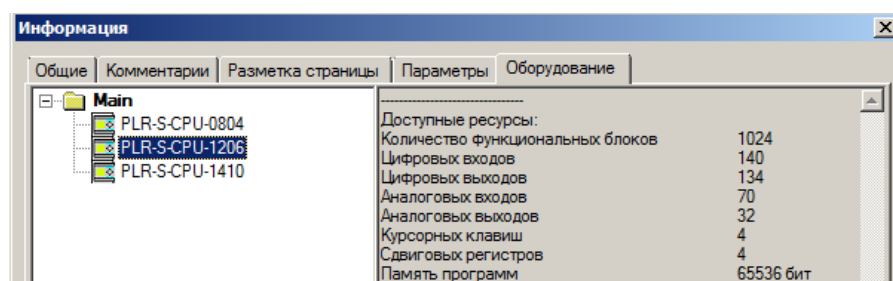 Информация
Общие Комментарии Разметка страницы Параметры Оборудование
Main
PLR-S-CPU-0804
PLR-S-CPU-1206
PLR-S-CPU-1410
--------------------------------
Доступные ресурсы:
Количество функциональных блоков 1024
Цифровых входов 140
Цифровых выходов 134
Аналоговых входов 70
Аналоговых выходов 32
Курсорных клавиш 4
Сдвиговых регистров 4
Память программ 65536 бит